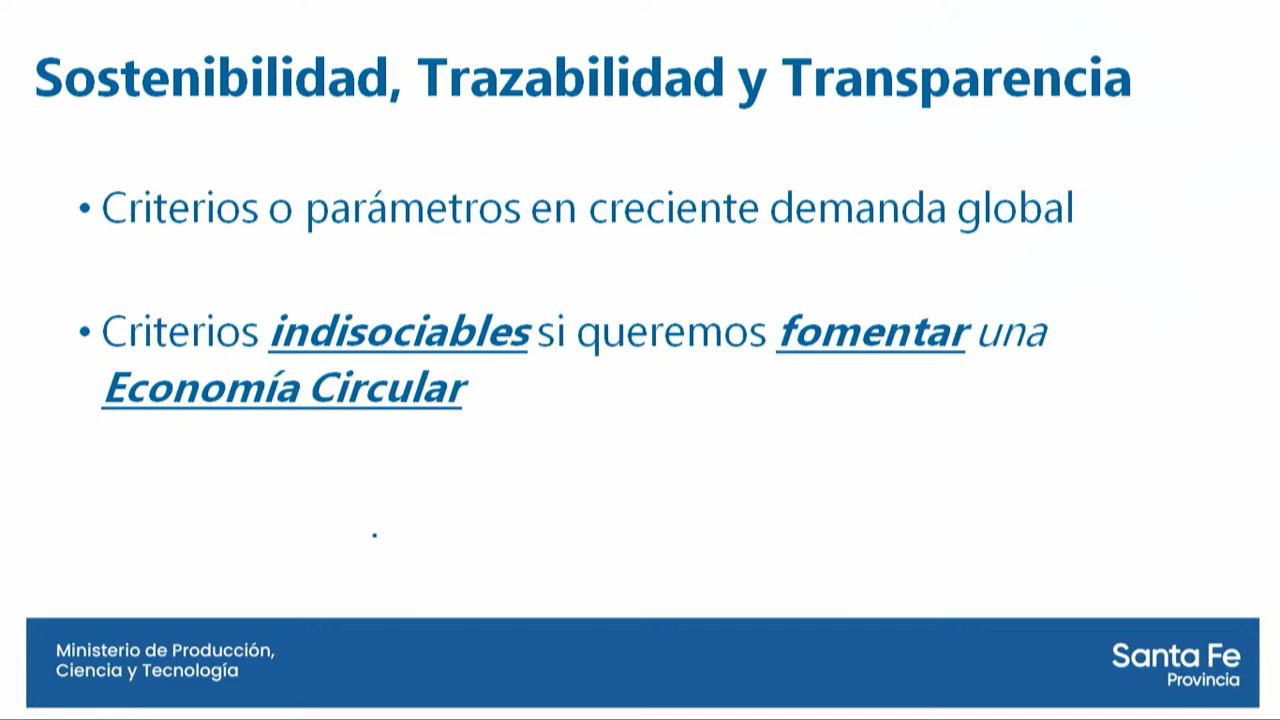 Sostenibilidad, Trazabilidad y Transparencia
• Criterios o parámetros en creciente demanda global
• Criterios indisociables si queremos fomentar una
Economía Circular
.
Ministerio de Producción,
Ciencia y Tecnología
Santa Fe
Provincia